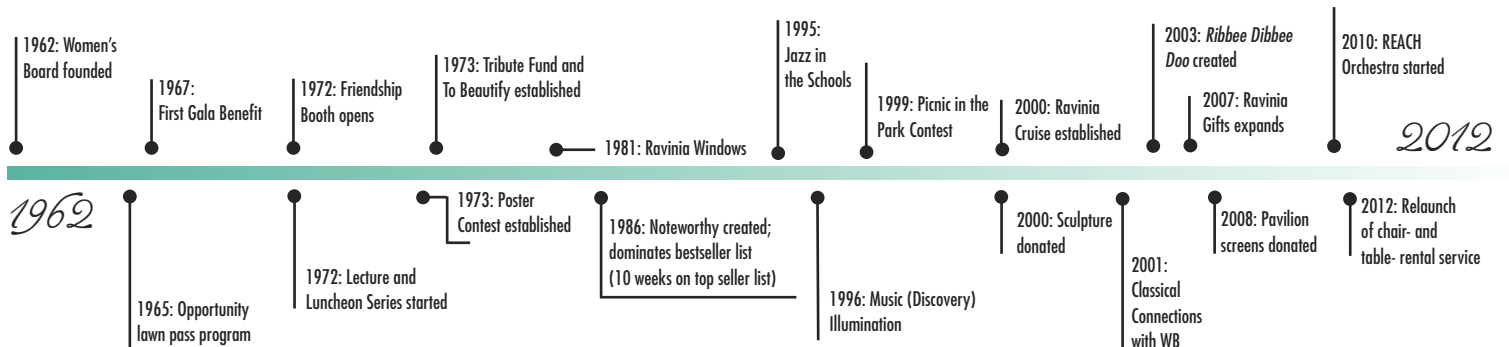 1962: Women's
Board founded
1967:
First Gala Benefit
1972: Friendship
Booth opens
1973: Tribute Fund and
To Beautify established
1981: Ravinia Windows
1995:
Jazz in
the Schools
1999: Picnic in the
Park Contest
2000: Ravinia
Cruise established
2003: Ribbee Dibbee
Doo created
2007: Ravinia
Gifts expands
2010: REACH
Orchestra started
2012
1962
1965: Opportunity
lawn pass program
1972: Lecture and
Luncheon Series started
1973: Poster
Contest established
1986: Noteworthy created;
dominates bestseller list
(10 weeks on top seller list)
1996: Music (Discovery)
Illumination
2000: Sculpture
donated
2001:
Classical
Connections
with WB
2008: Pavilion
screens donated
2012: Relaunch
of chair- and
table- rental service